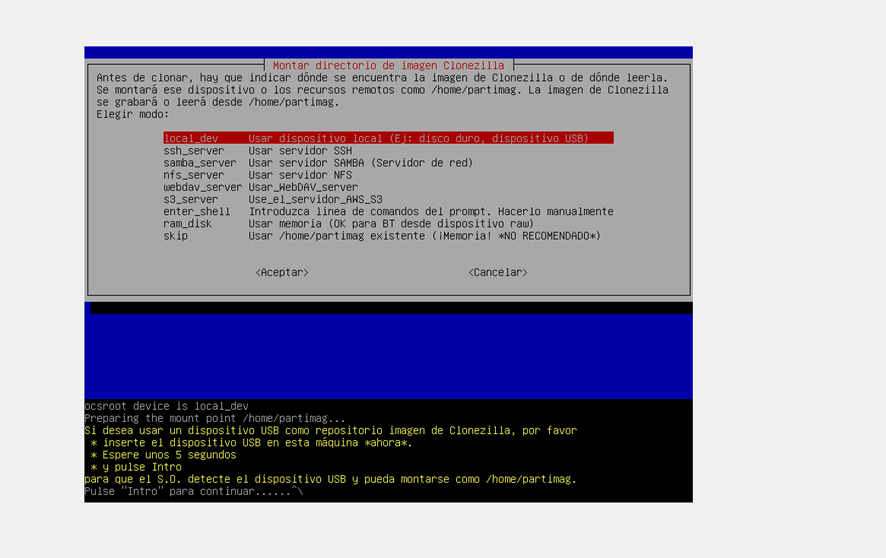 Montar directorio de imagen Clonezilla
Antes de clonar, hay que indicar dónde se encuentra la imagen de Clonezilla o de dónde leerla.
Se montará ese dispositivo o los recursos remotos como /home/partimag. La imagen de Clonezilla
se grabará o leerá desde /home/partimag.
Elegir modo:
local_dev Usar dispositivo local (Ej: disco duro, dispositivo USB)
ssh_server Usar servidor SSH
samba_server Usar servidor SAMBA (Servidor de red)
nfs_server Usar servidor NFS
webdav_server Usar_WebDAV_server
s3_server Use_el_servidor_AWS_S3
enter_shell Introduzca linea de comandos del prompt. Hacerlo manualmente
ram_disk Usar memoria (OK para BT desde dispositivo raw)
skip Usar /home/partimag existente (¡Memoria! *NO RECOMENDADO*)
<Aceptar> <Cancelar>
ocsroot device is local_dev
Preparing the mount point /home/partimag...
Si desea usar un dispositivo USB como repositorio imagen de Clonezilla, por favor
* inserte el dispositivo USB en esta máquina *ahora*.
* Espere unos 5 segundos
* y pulse Intro
para que el S.O. detecte el dispositivo USB y pueda montarse como /home/partimag.
Pulse "Intro" para continuar......^\